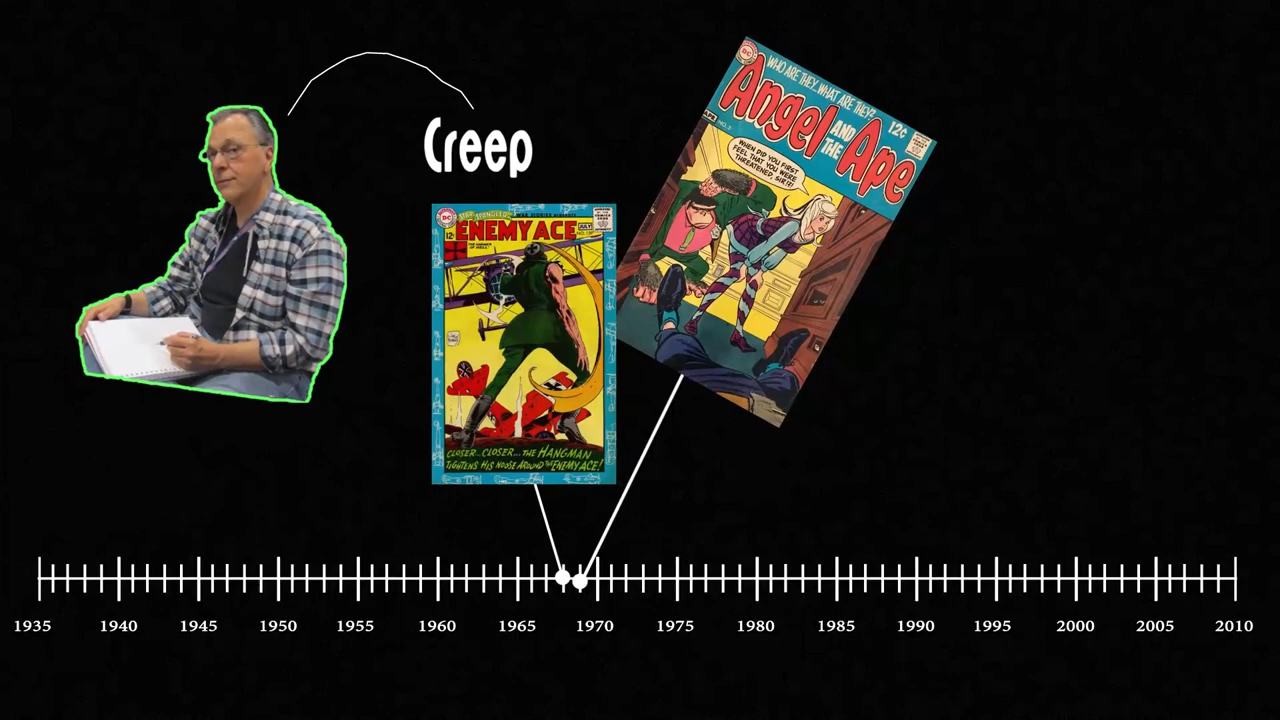 Creep
DC
STAR SPANGLED WAR STORIES PRESENTS
12¢
ENEMY ACE
JULY
CLOSER...CLOSER...THE HANGMAN
TIGHTENS HIS NOOSE AROUND THE ENEMY ACE!
DC
WHO ARE THEY...WHAT ARE THEY?
Angel AND THE Ape
12¢
WHEN DID YOU FIRST
FEEL THAT YOU WERE
THREATENED, SIR?!
1935 1940 1945 1950 1955 1960 1965 1970 1975 1980 1985 1990 1995 2000 2005 2010